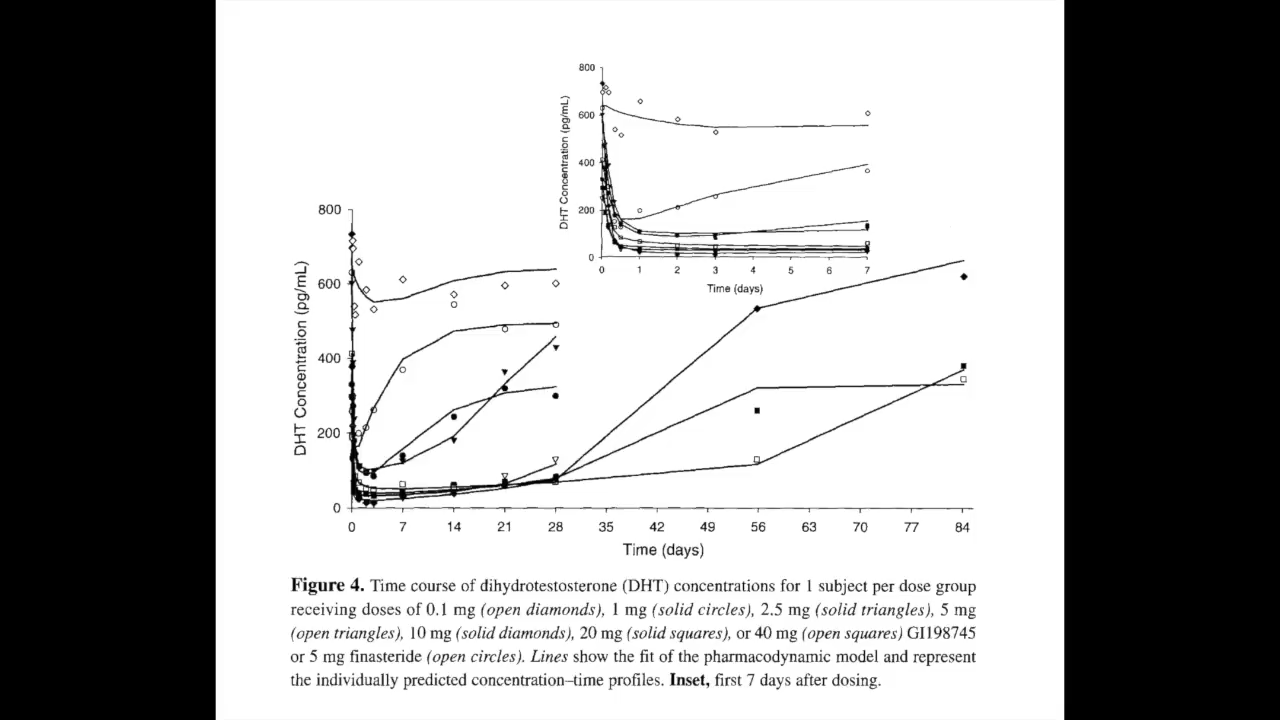 800
600
400
200
0
DHT Concentration (pg/mL)
0 1 2 3 4 5 6 7
Time (days)
800
600
400
200
0
DHT Concentration (pg/mL)
0 7 14 21 28 35 42 49 56 63 70 77 84
Time (days)
Figure 4. Time course of dihydrotestosterone (DHT) concentrations for 1 subject per dose group
receiving doses of 0.1 mg (open diamonds), 1 mg (solid circles), 2.5 mg (solid triangles), 5 mg
(open triangles), 10 mg (solid diamonds), 20 mg (solid squares), or 40 mg (open squares) GI198745
or 5 mg finasteride (open circles). Lines show the fit of the pharmacodynamic model and represent
the individually predicted concentration–time profiles. Inset, first 7 days after dosing.